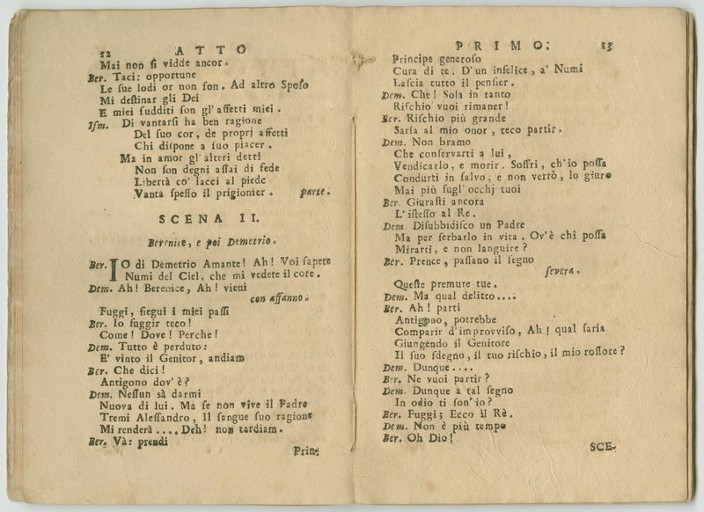 12 ATTO
Mai non ſi vidde ancor.
Ber. Taci: opportune
Le sue lodi or non ſon. Ad altro Spoſo
Mi deſtinar gli Dei
E miei ſudditi ſon gl'affetti miei.
Iſm. Di vantarſi ha ben ragione
Del ſuo cor, de propri affetti
Chi diſpone a ſuo piacer.
Ma in amor gl'alteri detti
Non ſon degni aſſai di fede
Libertà co' lacci al piede
Vanta ſpeſſo il prigionier. parte.
SCENA II.
Berenice, e poi Demetrio.
Ber. IO di Demetrio Amante! Ah! Voi ſapete
Numi del Ciel, che mi vedete il core.
Dem. Ah! Berenice, Ah! vieni
con affanno.
Fuggi, ſiegui i miei paſſi
Ber. Io fuggir teco!
Come! Dove! Perche!
Dem. Tutto è perduto:
E' vinto il Genitor, andiam
Ber. Che dici!
Antigono dov'è?
Dem. Neſſun sà darmi
Nuova di lui. Ma ſe non vive il Padre
Tremi Aleſſandro, Il ſangue ſuo ragione
Mi renderà .... Deh! non tardiam.
Ber. Và: prendi
Prin-
PRIMO. 13
Principe generoſo
Cura di te. D'un infelice, a' Numi
Laſcia tutto il penſier.
Dem. Che! Sola in tanto
Riſchio vuoi rimaner!
Ber. Riſchio più grande
Saria al mio onor, teco partir.
Dem. Non bramo
Che conſervarti a lui,
Vendicarlo, e morir. Soffri, ch'io poſſa
Condurti in ſalvo, e non verrò, lo giuro
Mai più ſugl'occhj tuoi
Ber. Giuraſti ancora
L'iſteſſo al Re.
Dem. Diſubbidiſco un Padre
Ma per ſerbarlo in vita. Ov'è chi poſſa
Mirarti, e non languire?
Ber. Prence, paſſano il ſegno
ſevera.
Queſte premure tue.
Dem. Ma qual delitto....
Ber. Ah! parti
Antigono, potrebbe
Comparir d'improvviſo, Ah! qual ſaria
Giungendo il Genitore
Il ſuo ſdegno, il tuo riſchio, il mio roſſore?
Dem. Dunque....
Ber. Ne vuoi partir?
Dem. Dunque a tal ſegno
In odio ti ſon'io?
Ber. Fuggi; Ecco il Rè.
Dem. Non è più tempo
Ber. Oh Dio!
SCE-